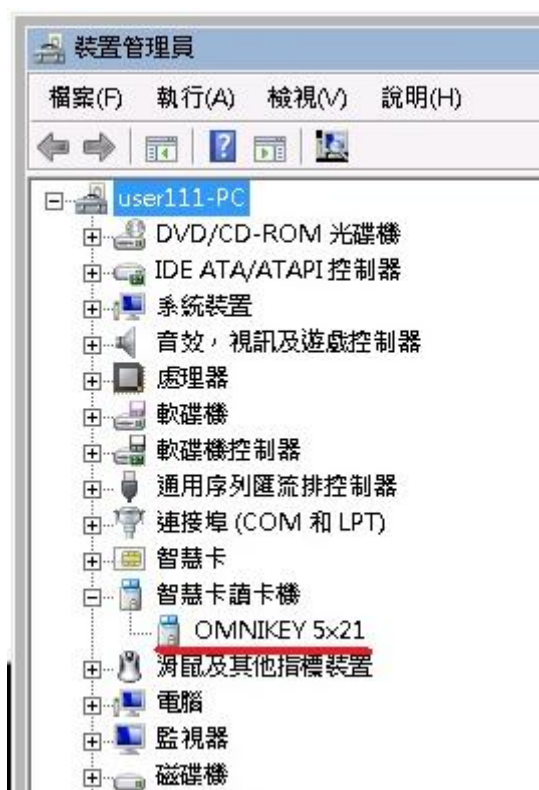 裝置管理員
檔案(F) 執行(A) 檢視(V) 說明(H)
user111-PC
DVD/CD-ROM 光碟機
IDE ATA/ATAPI 控制器
系統裝置
音效，視訊及遊戲控制器
處理器
軟碟機
軟碟機控制器
通用序列匯流排控制器
連接埠 (COM 和 LPT)
智慧卡
智慧卡讀卡機
OMNIKEY 5x21
滑鼠及其他指標裝置
電腦
監視器
磁碟機